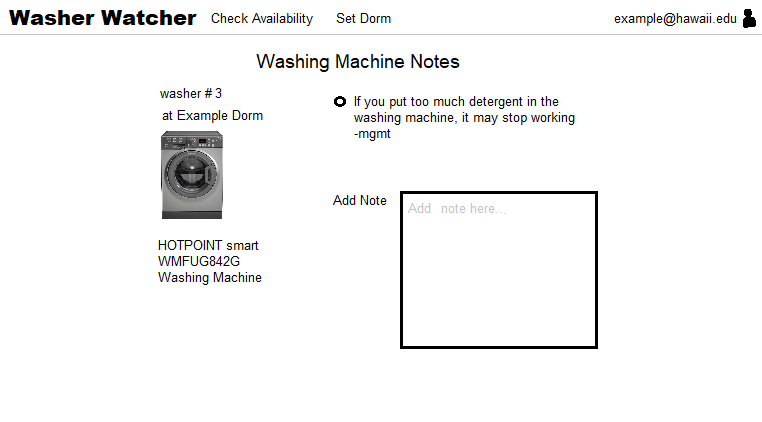 Washer Watcher Check Availability Set Dorm example@hawaii.edu
Washing Machine Notes
washer # 3
at Example Dorm
If you put too much detergent in the
washing machine, it may stop working
-mgmt
Add Note
Add note here...
HOTPOINT smart
WMFUG842G
Washing Machine